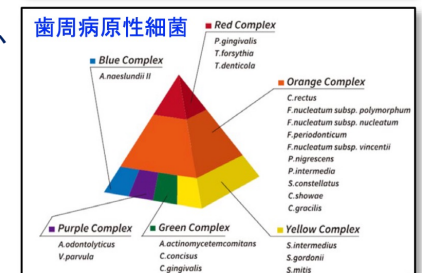 歯周病原性細菌
Red Complex
P.gingivalis
T.forsythia
T.denticola
Blue Complex
A.naeslundii II
Orange Complex
C.rectus
F.nucleatum subsp. polymorphum
F.nucleatum subsp. nucleatum
F.periodonticum
F.nucleatum subsp. vincentii
P.nigrescens
P.intermedia
S.constellatus
C.showae
C.gracilis
Purple Complex
A.odontolyticus
V.parvula
Green Complex
A.actinomycetemcomitans
C.concisus
C.gingivalis
Yellow Complex
S.intermedius
S.gordonii
S.mitis